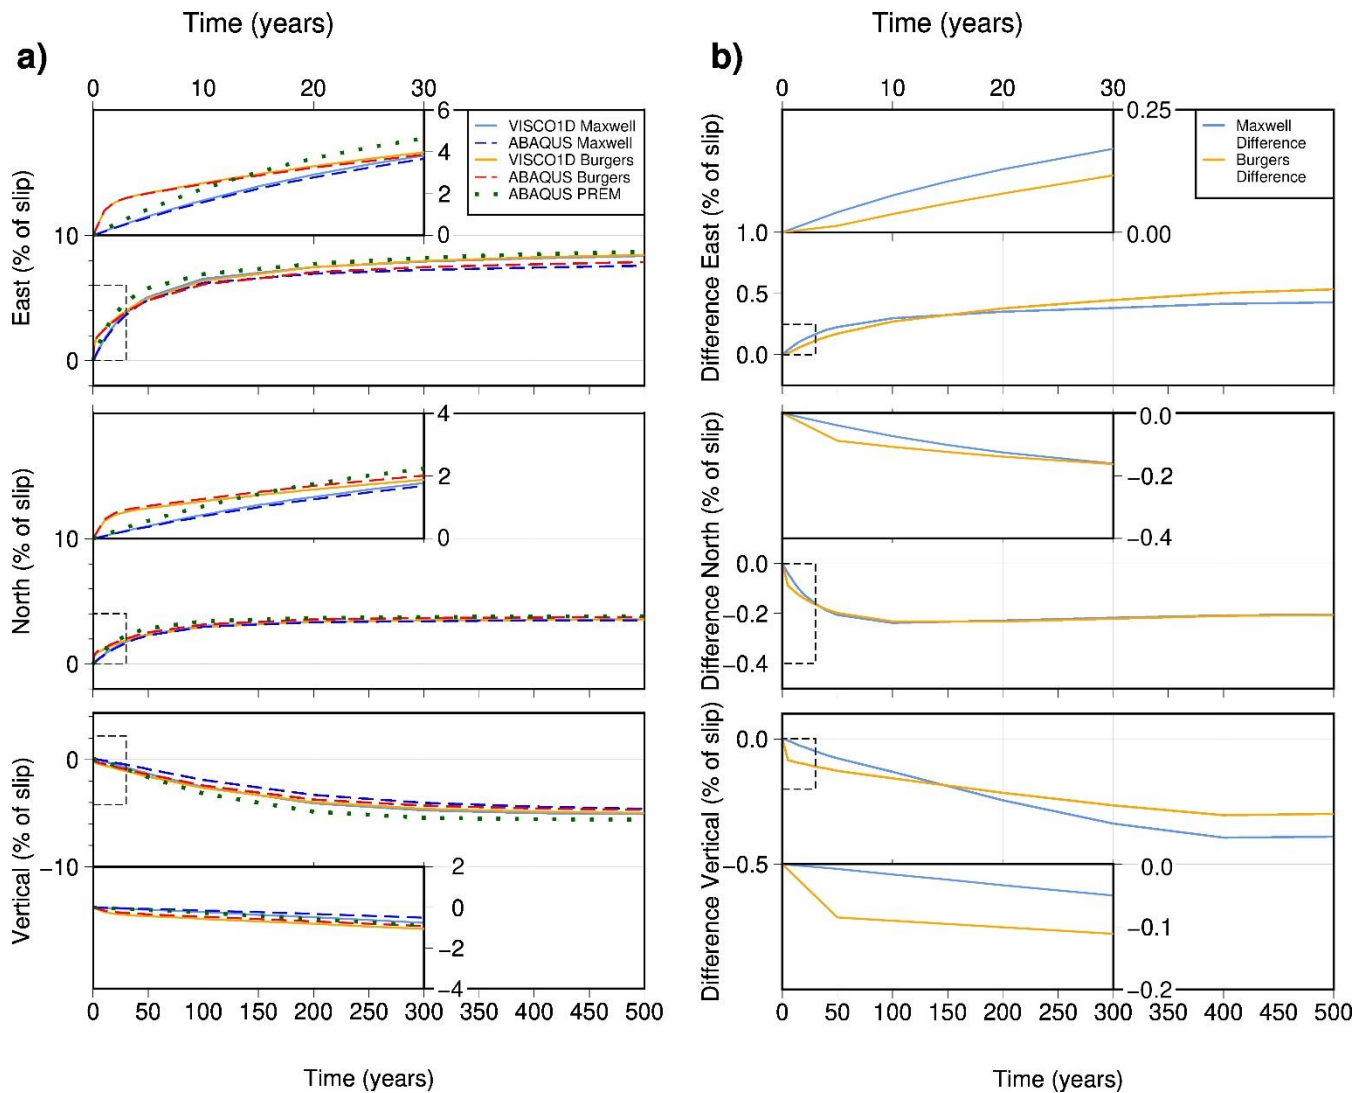 Time (years)
a)
0 10 20 30
6
4
2
0
VISCO1D Maxwell
ABAQUS Maxwell
VISCO1D Burgers
ABAQUS Burgers
ABAQUS PREM
East (% of slip)
10
0
4
2
0
North (% of slip)
10
0
Vertical (% of slip)
0
−10
2
0
−2
−4
0 50 100 150 200 250 300 350 400 450 500
Time (years)
Time (years)
b)
0 10 20 30
0.25
0.00
Maxwell
Difference
Burgers
Difference
Difference East (% of slip)
1.0
0.5
0.0
0.0
−0.2
−0.4
Difference North (% of slip)
0.0
−0.2
−0.4
Difference Vertical (% of slip)
0.0
−0.5
0.0
−0.1
−0.2
0 50 100 150 200 250 300 350 400 450 500
Time (years)